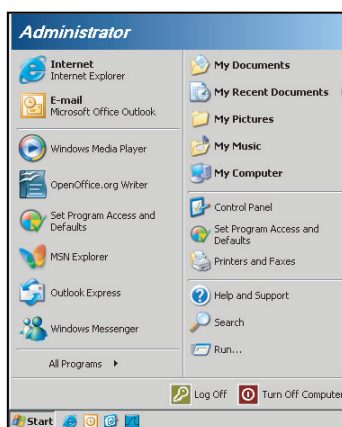 Administrator
Internet
Internet Explorer
E-mail
Microsoft Office Outlook
Windows Media Player
OpenOffice.org Writer
Set Program Access and
Defaults
MSN Explorer
Outlook Express
Windows Messenger
All Programs
My Documents
My Recent Documents
My Pictures
My Music
My Computer
Control Panel
Set Program Access and
Defaults
Printers and Faxes
Help and Support
Search
Run...
Log Off
Turn Off Computer
Start